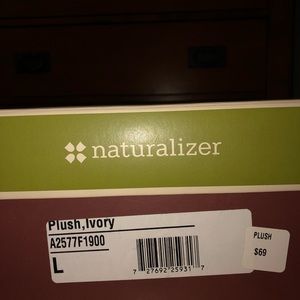 naturalizer
Plush,Ivory
A2577F1900
L
7 27692 25931 7
PLUSH
$69